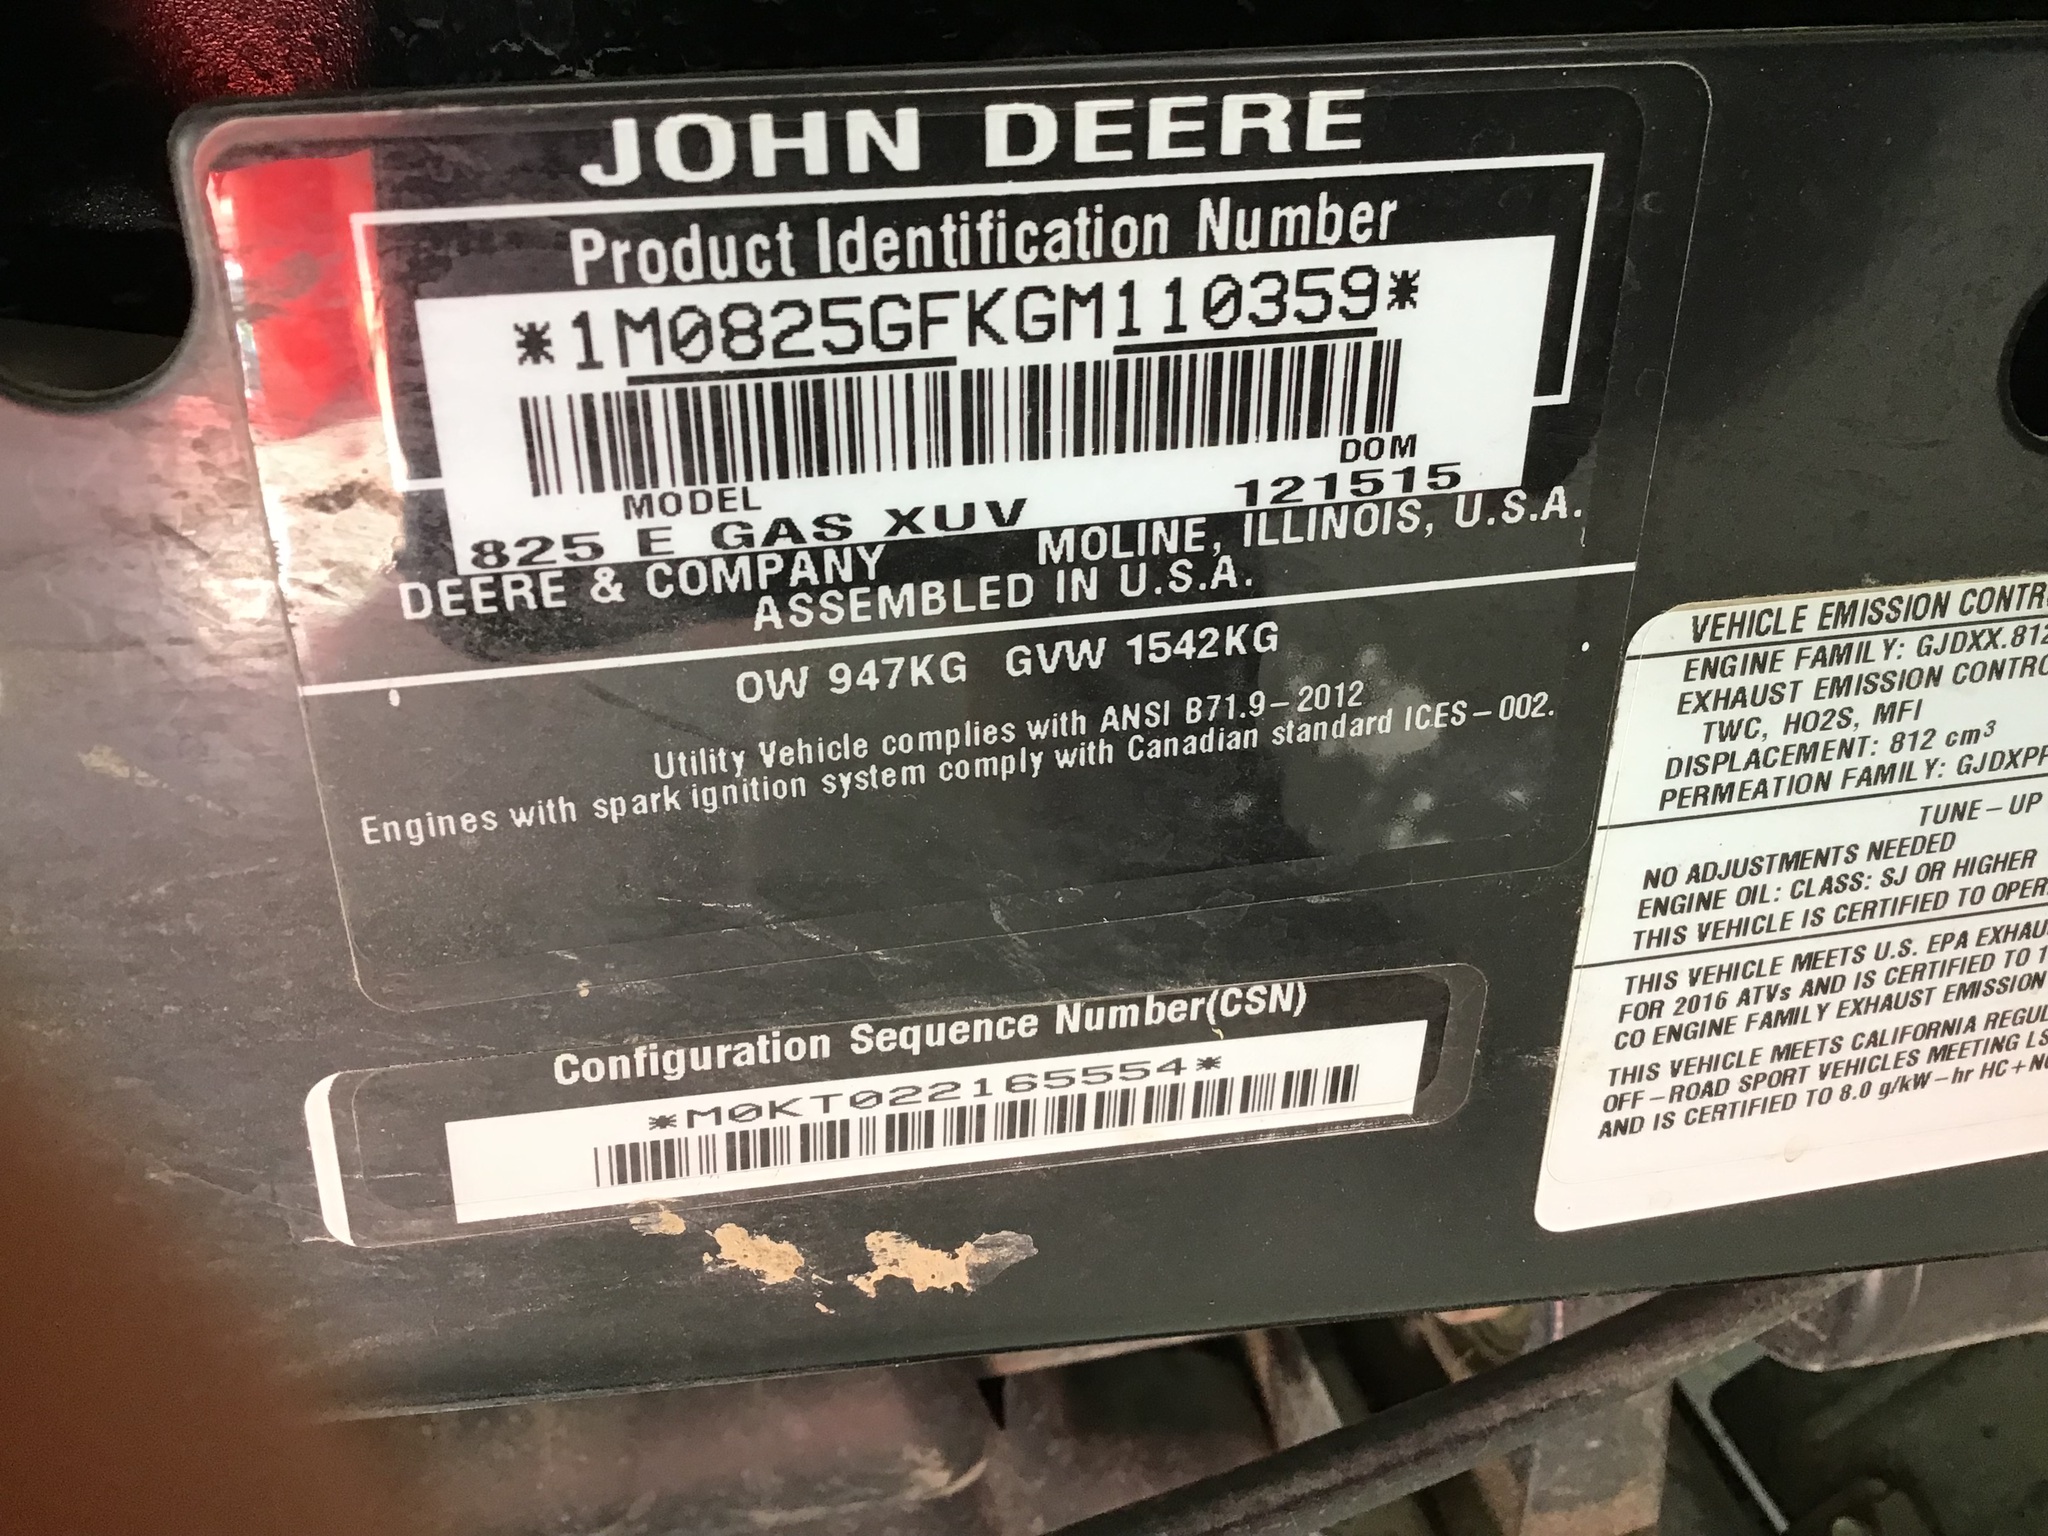 JOHN DEERE
Product Identification Number
*1M0825GFKGM110359*
MODEL
DOM
825 E GAS XUV
121515
DEERE & COMPANY MOLINE, ILLINOIS, U.S.A.
ASSEMBLED IN U.S.A.
OW 947KG GVW 1542KG
Utility Vehicle complies with ANSI B71.9-2012
Engines with spark ignition system comply with Canadian standard ICES-002.
Configuration Sequence Number(CSN)
*M0KT022165554*
VEHICLE EMISSION
ENGINE FAMILY: GJDXX.812
EXHAUST EMISSION
TWC, HO2S, MFI
DISPLACEMENT: 812 cm³
PERMEATION FAMILY:
TUNE-UP
NO ADJUSTMENTS NEEDED
ENGINE OIL: CLASS: SJ OR HIGHER
THIS VEHICLE IS CERTIFIED TO
THIS VEHICLE MEETS U.S. EPA
FOR 2016 ATVs AND IS CERTIFIED TO
CO ENGINE FAMILY EXHAUST EMISSION
THIS VEHICLE MEETS CALIFORNIA
OFF-ROAD SPORT VEHICLES MEETING
AND IS CERTIFIED TO 8.0 g/kW-hr